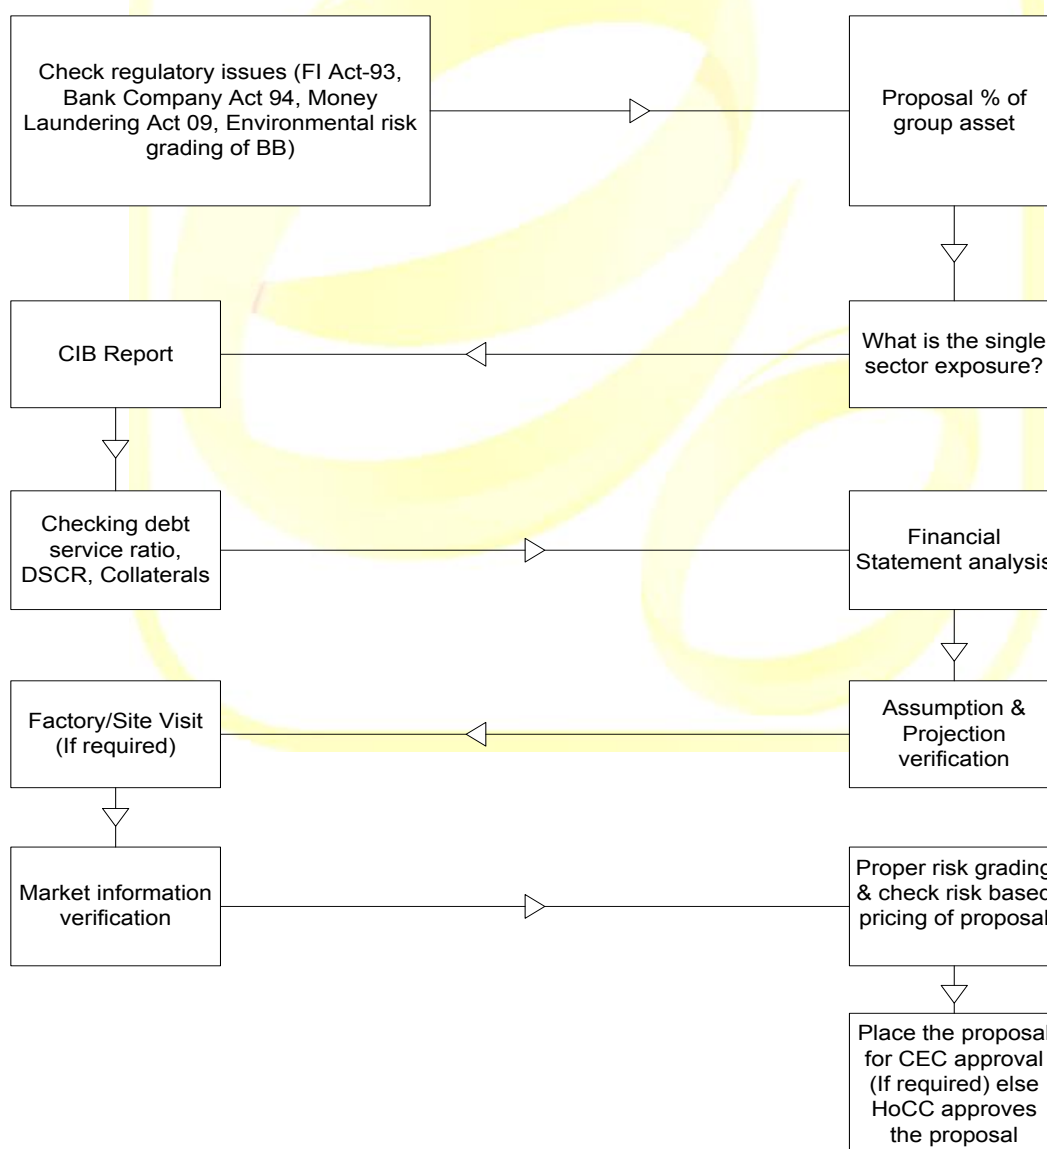 Check regulatory issues (FI Act-93,
Bank Company Act 94, Money
Laundering Act 09, Environmental risk
grading of BB)
Proposal % of
group asset
What is the single
sector exposure?
CIB Report
Checking debt
service ratio,
DSCR, Collaterals
Financial
Statement analysis
Assumption &
Projection
verification
Factory/Site Visit
(If required)
Market information
verification
Proper risk grading
& check risk based
pricing of proposal
Place the proposal
for CEC approval
(If required) else
HoCC approves
the proposal